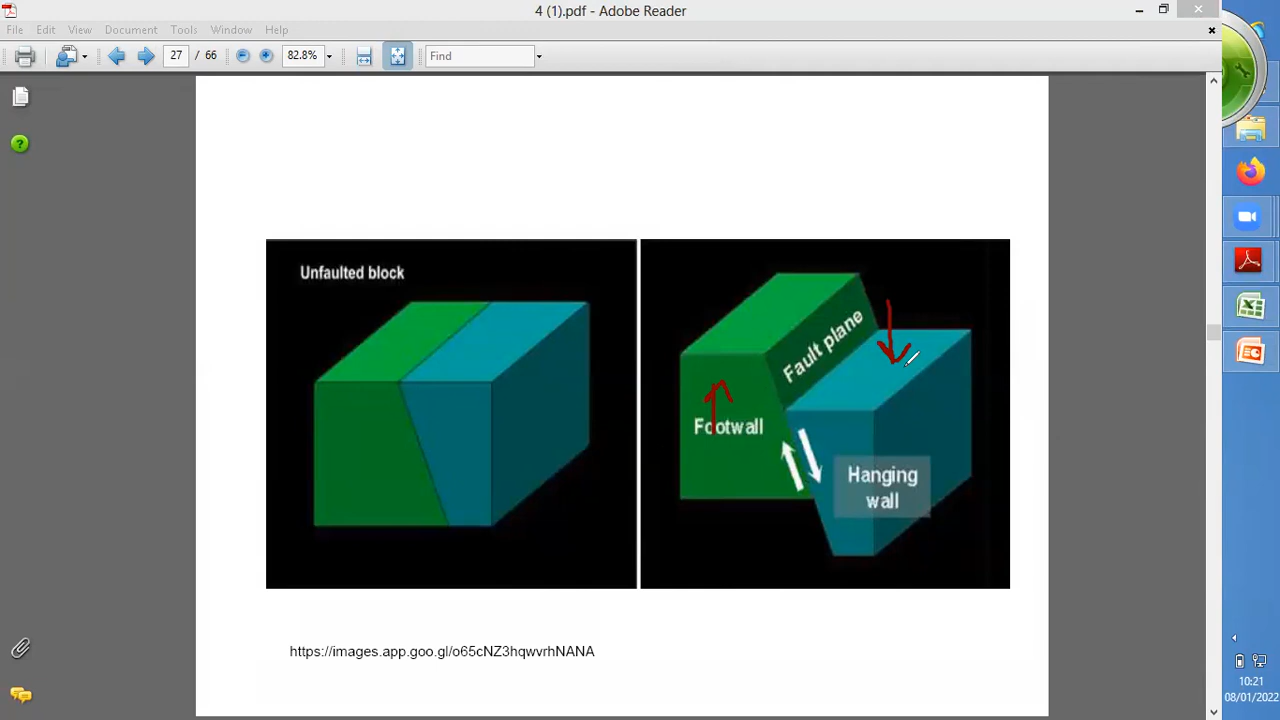 4 (1).pdf - Adobe Reader
File Edit View Document Tools Window Help
27 / 66 82.8% Find
Unfaulted block
Fault plane
Footwall
Hanging
wall
https://images.app.goo.gl/o65cNZ3hqwvrhNANA
10:21
08/01/2022